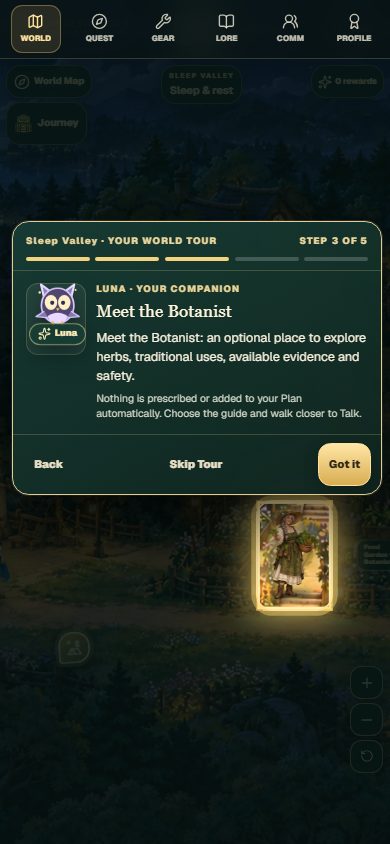 WORLD
QUEST
GEAR
LORE
COMM
PROFILE
World Map
SLEEP VALLEY
Sleep & rest
0 rewards
Journey
Sleep Valley · YOUR WORLD TOUR
STEP 3 OF 5
LUNA · YOUR COMPANION
Luna
Meet the Botanist
Meet the Botanist: an optional place to explore
herbs, traditional uses, available evidence and
safety.
Nothing is prescribed or added to your Plan
automatically. Choose the guide and walk closer to Talk.
Back
Skip Tour
Got it